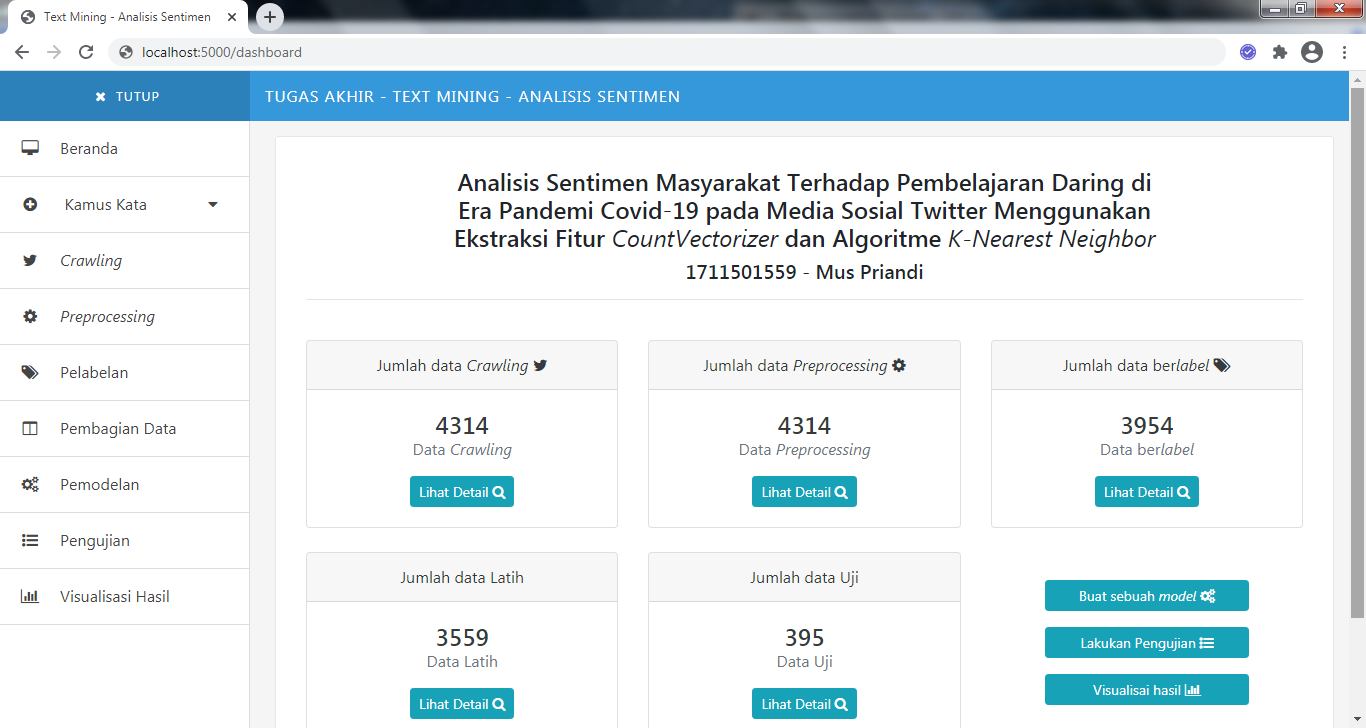 Text Mining - Analisis Sentimen
localhost:5000/dashboard
TUTUP
TUGAS AKHIR - TEXT MINING - ANALISIS SENTIMEN
Beranda
Kamus Kata
Crawling
Preprocessing
Pelabelan
Pembagian Data
Pemodelan
Pengujian
Visualisasi Hasil
Analisis Sentimen Masyarakat Terhadap Pembelajaran Daring di
Era Pandemi Covid-19 pada Media Sosial Twitter Menggunakan
Ekstraksi Fitur CountVectorizer dan Algoritme K-Nearest Neighbor
1711501559 - Mus Priandi
Jumlah data Crawling
4314
Data Crawling
Lihat Detail
Jumlah data Preprocessing
4314
Data Preprocessing
Lihat Detail
Jumlah data berlabel
3954
Data berlabel
Lihat Detail
Jumlah data Latih
3559
Data Latih
Lihat Detail
Jumlah data Uji
395
Data Uji
Lihat Detail
Buat sebuah model
Lakukan Pengujian
Visualisai hasil